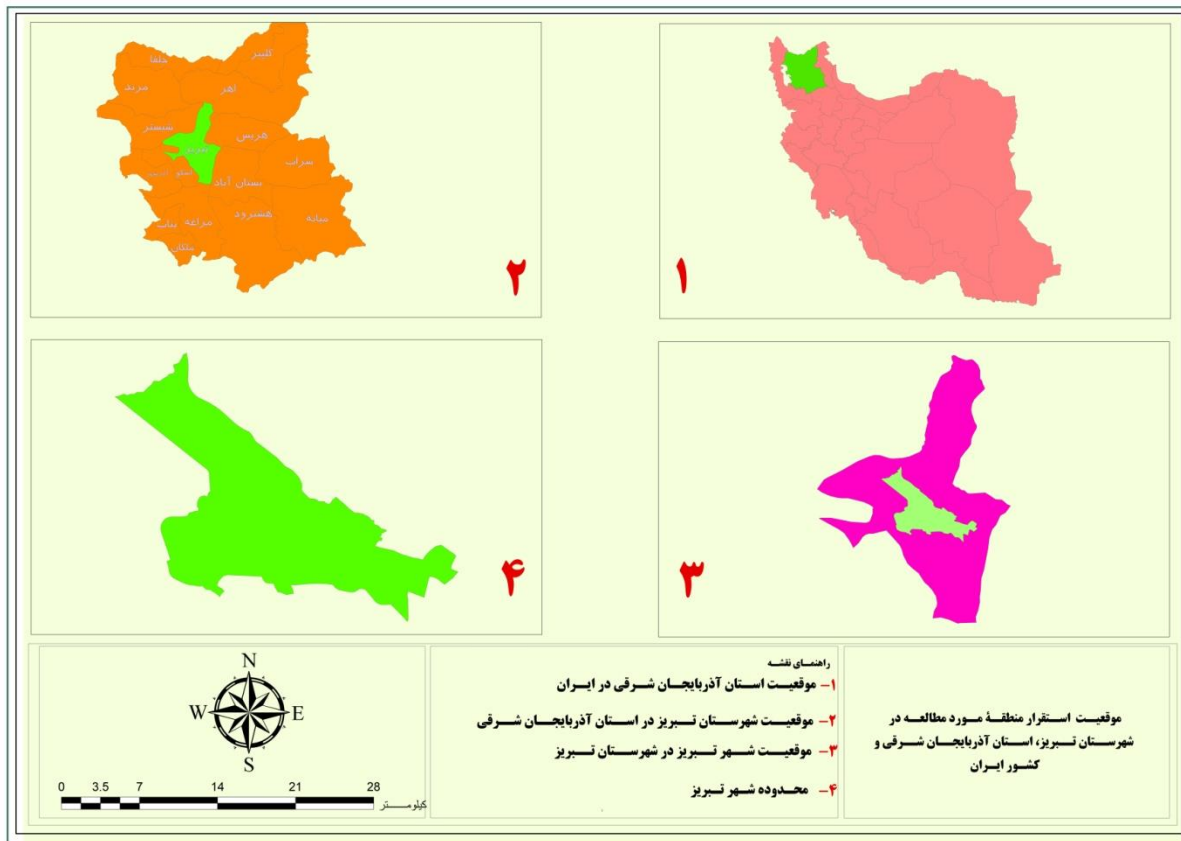 ۱
۲
جلفا
کلیبر
مرند
اهر
شبستر
هریس
تبریز
سراب
اسکو
بستان آباد
هشترود
میانه
مراغه
بناب
ملکان
۳
۴
موقعیت استقرار منطقهٔ مورد مطالعه در
شهرستان تبریز، استان آذربایجان شرقی و
کشور ایران
راهنمای نقشه
۱- موقعیت استان آذربایجان شرقی در ایران
۲- موقعیت شهرستان تبریز در استان آذربایجان شرقی
۳- موقعیت شهر تبریز در شهرستان تبریز
۴- محدوده شهر تبریز
N
W E
S
0 3.5 7 14 21 28
کیلومتر